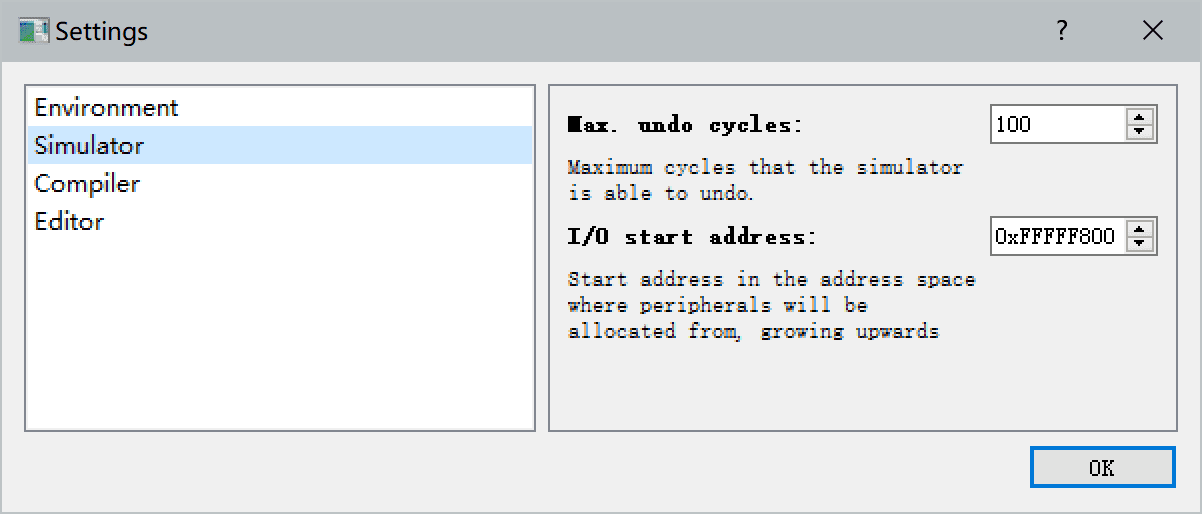 Settings
?
Environment
Simulator
Compiler
Editor
Max. undo cycles:
100
Maximum cycles that the simulator
is able to undo.
I/O start address:
0xFFFFF800
Start address in the address space
where peripherals will be
allocated from, growing upwards
OK